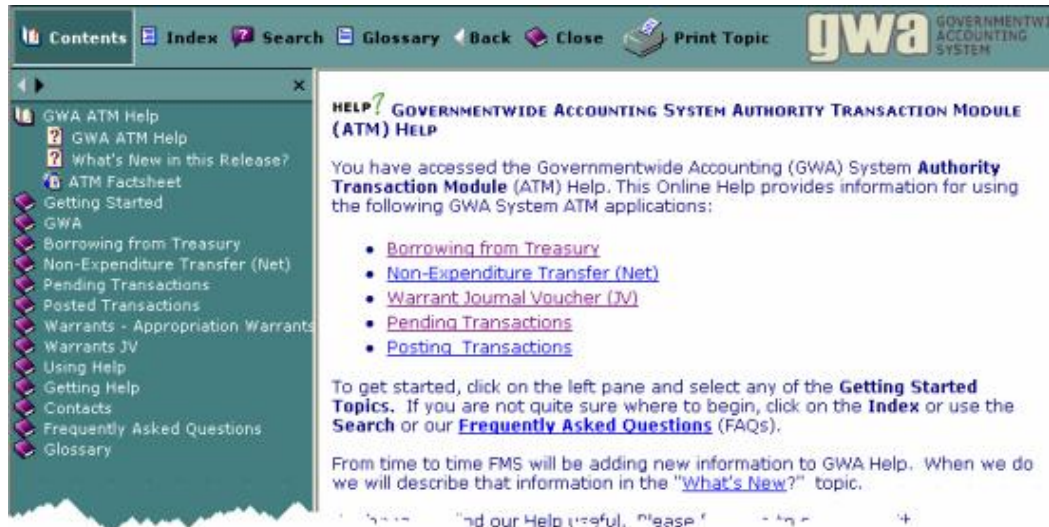 Contents Index Search Glossary Back Close Print Topic
gwa GOVERNMENTWI
ACCOUNTING
SYSTEM
GWA ATM Help
GWA ATM Help
What's New in this Release?
ATM Factsheet
Getting Started
GWA
Borrowing from Treasury
Non-Expenditure Transfer (Net)
Pending Transactions
Posted Transactions
Warrants - Appropriation Warrants
Warrants JV
Using Help
Getting Help
Contacts
Frequently Asked Questions
Glossary
HELP? GOVERNMENTWIDE ACCOUNTING SYSTEM AUTHORITY TRANSACTION MODULE
(ATM) HELP
You have accessed the Governmentwide Accounting (GWA) System Authority
Transaction Module (ATM) Help. This Online Help provides information for using
the following GWA System ATM applications:
• Borrowing from Treasury
• Non-Expenditure Transfer (Net)
• Warrant Journal Voucher (JV)
• Pending Transactions
• Posting Transactions
To get started, click on the left pane and select any of the Getting Started
Topics. If you are not quite sure where to begin, click on the Index or use the
Search or our Frequently Asked Questions (FAQs).
From time to time FMS will be adding new information to GWA Help. When we do
we will describe that information in the "What's New?" topic.
our Help useful. Please